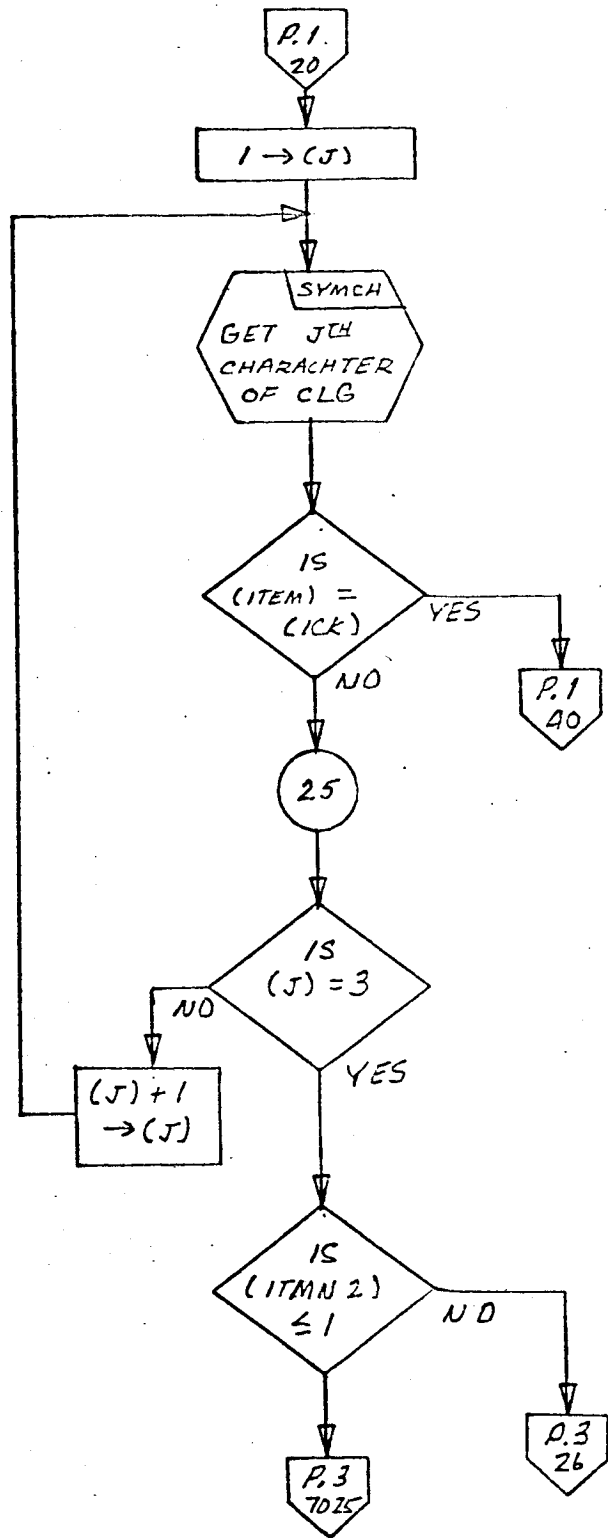 P.1.
20
1 → (J)
SYMCH
GET JTH
CHARACHTER
OF CLG
IS
(ITEM) =
(ICK)
YES
NO
P.1
40
25
IS
(J) = 3
NO
YES
(J) + 1
→ (J)
IS
(ITMN 2)
≤ 1
NO
P.3
26
P.3
7025